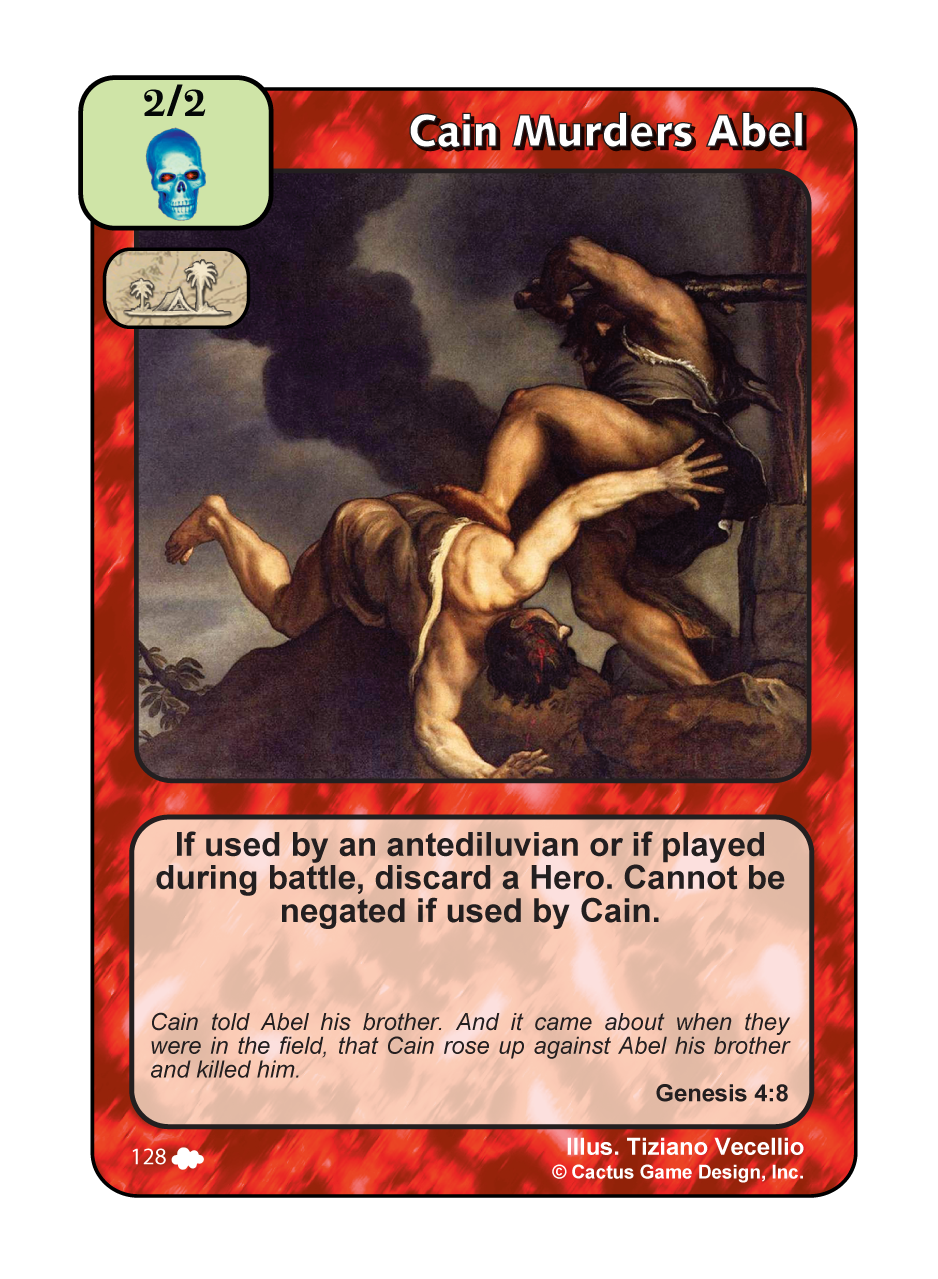 2/2
Cain Murders Abel
If used by an antediluvian or if played
during battle, discard a Hero. Cannot be
negated if used by Cain.
Cain told Abel his brother. And it came about when they
were in the field, that Cain rose up against Abel his brother
and killed him.
Genesis 4:8
128
Illus. Tiziano Vecellio
© Cactus Game Design, Inc.